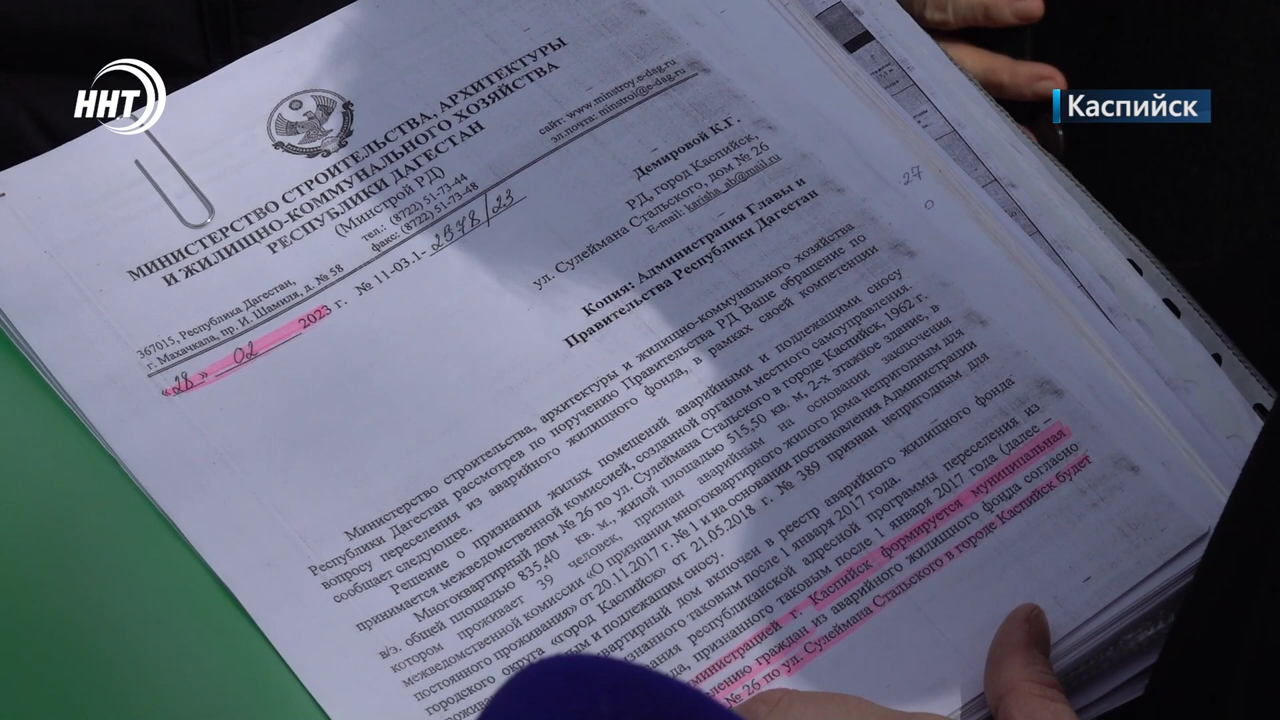 ННТ
Каспийск
МИНИСТЕРСТВО СТРОИТЕЛЬСТВА, АРХИТЕКТУРЫ
И ЖИЛИЩНО-КОММУНАЛЬНОГО ХОЗЯЙСТВА
РЕСПУБЛИКИ ДАГЕСТАН
(Минстрой РД)
тел.: (8722) 51-73-44
факс: (8722) 51-73-48
сайт: www.minstroy.e-dag.ru
эл.почта: minstroi@e-dag.ru
367015, Республика Дагестан,
г. Махачкала, пр. И. Шамиля, д. № 58
«28» 02 2023 г. № 11-03.1-2978/23
27
Демировой К.Г.
РД, город Каспийск,
ул. Сулеймана Стальского, дом № 26
E-mail: karisha_ab@mail.ru
Копия: Администрация Главы и
Правительства Республики Дагестан
Министерство строительства, архитектуры и жилищно-коммунального хозяйства
Республики Дагестан рассмотрев по поручению Правительства РД Ваше обращение по
вопросу переселения из аварийного жилищного фонда, в рамках своей компетенции
сообщает следующее.
Решение о признании жилых помещений аварийными и подлежащими сносу
принимается межведомственной комиссией, созданной органом местного самоуправления.
Многоквартирный дом № 26 по ул. Сулеймана Стальского в городе Каспийск, 1962 г.
в/э. общей площадью 835,40 кв. м., жилой площадью 515,50 кв. м, 2-х этажное здание, в
котором проживает 39 человек, признан аварийным на основании заключения
межведомственной комиссии «О признании многоквартирного жилого дома непригодным для
постоянного проживания» от 20.11.2017 г. № 1 и на основании постановления Администрации
городского округа «город Каспийск» от 21.05.2018 г. № 389 признан непригодным для
и подлежащим сносу.
дом включен в реестр аварийного жилищного фонда
таковым после 1 января 2017 года.
республиканской адресной программы переселения из
признанного таковым после 1 января 2017 года (далее –
г. Каспийск формируется муниципальная
граждан из аварийного жилищного фонда согласно
№ 26 по ул. Сулеймана Стальского в городе Каспийск будет